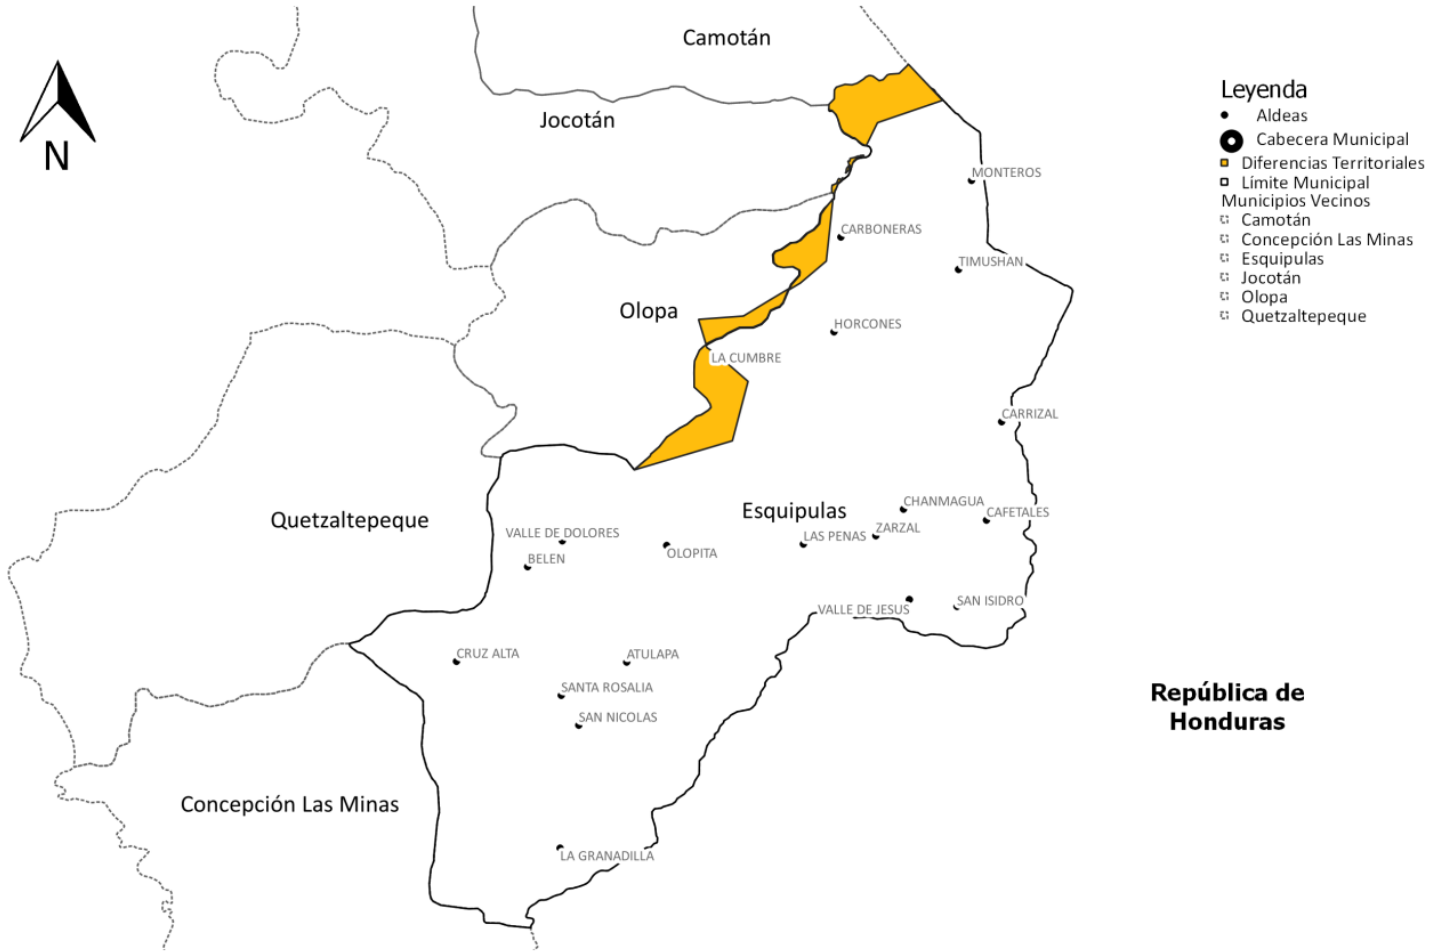 Camotán
Jocotán
N
Olopa
Quetzaltepeque
Esquipulas
Concepción Las Minas
República de
Honduras
MONTEROS
CARBONERAS
TIMUSHAN
HORCONES
LA CUMBRE
CARRIZAL
CHANMAGUA
CAFETALES
ZARZAL
LAS PENAS
VALLE DE DOLORES
BELEN
OLOPITA
VALLE DE JESUS
SAN ISIDRO
CRUZ ALTA
ATULAPA
SANTA ROSALIA
SAN NICOLAS
LA GRANADILLA
Leyenda
Aldeas
Cabecera Municipal
Diferencias Territoriales
Límite Municipal
Municipios Vecinos
Camotán
Concepción Las Minas
Esquipulas
Jocotán
Olopa
Quetzaltepeque